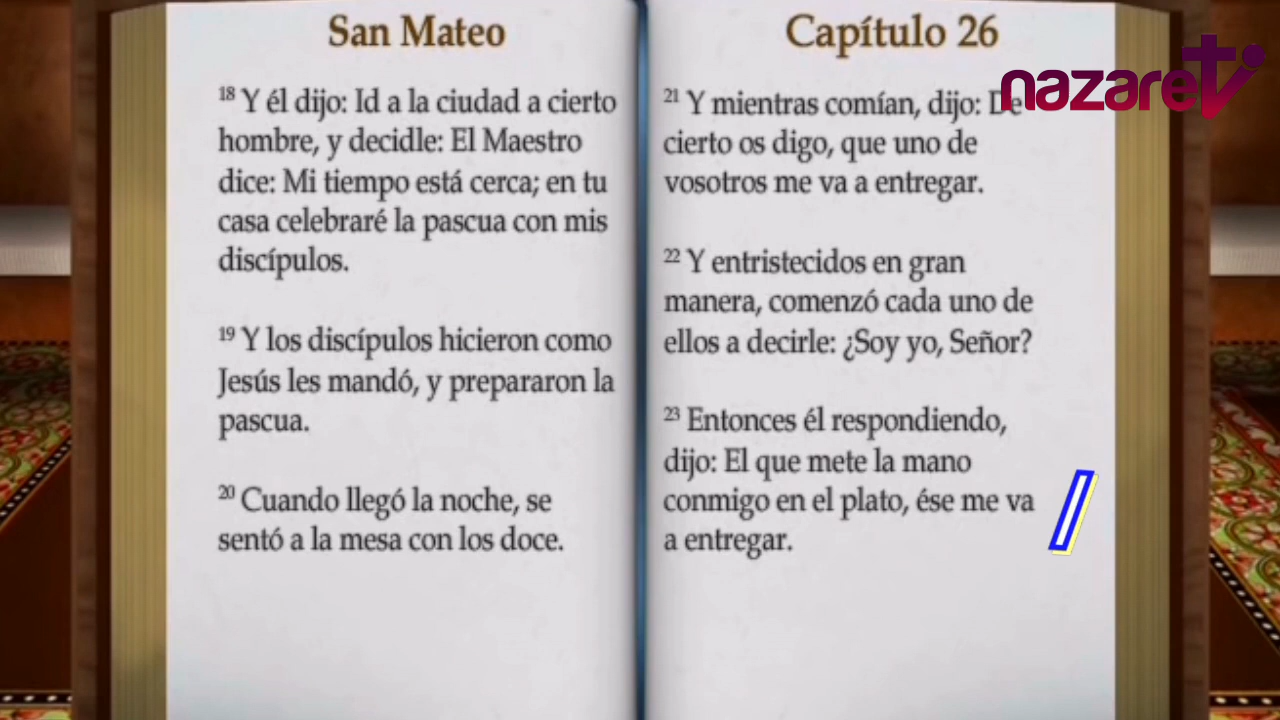 San Mateo
18 Y él dijo: Id a la ciudad a cierto
hombre, y decidle: El Maestro
dice: Mi tiempo está cerca; en tu
casa celebraré la pascua con mis
discípulos.
19 Y los discípulos hicieron como
Jesús les mandó, y prepararon la
pascua.
20 Cuando llegó la noche, se
sentó a la mesa con los doce.
Capítulo 26
nazaretv
21 Y mientras comían, dijo: De
cierto os digo, que uno de
vosotros me va a entregar.
22 Y entristecidos en gran
manera, comenzó cada uno de
ellos a decirle: ¿Soy yo, Señor?
23 Entonces él respondiendo,
dijo: El que mete la mano
conmigo en el plato, ése me va
a entregar.